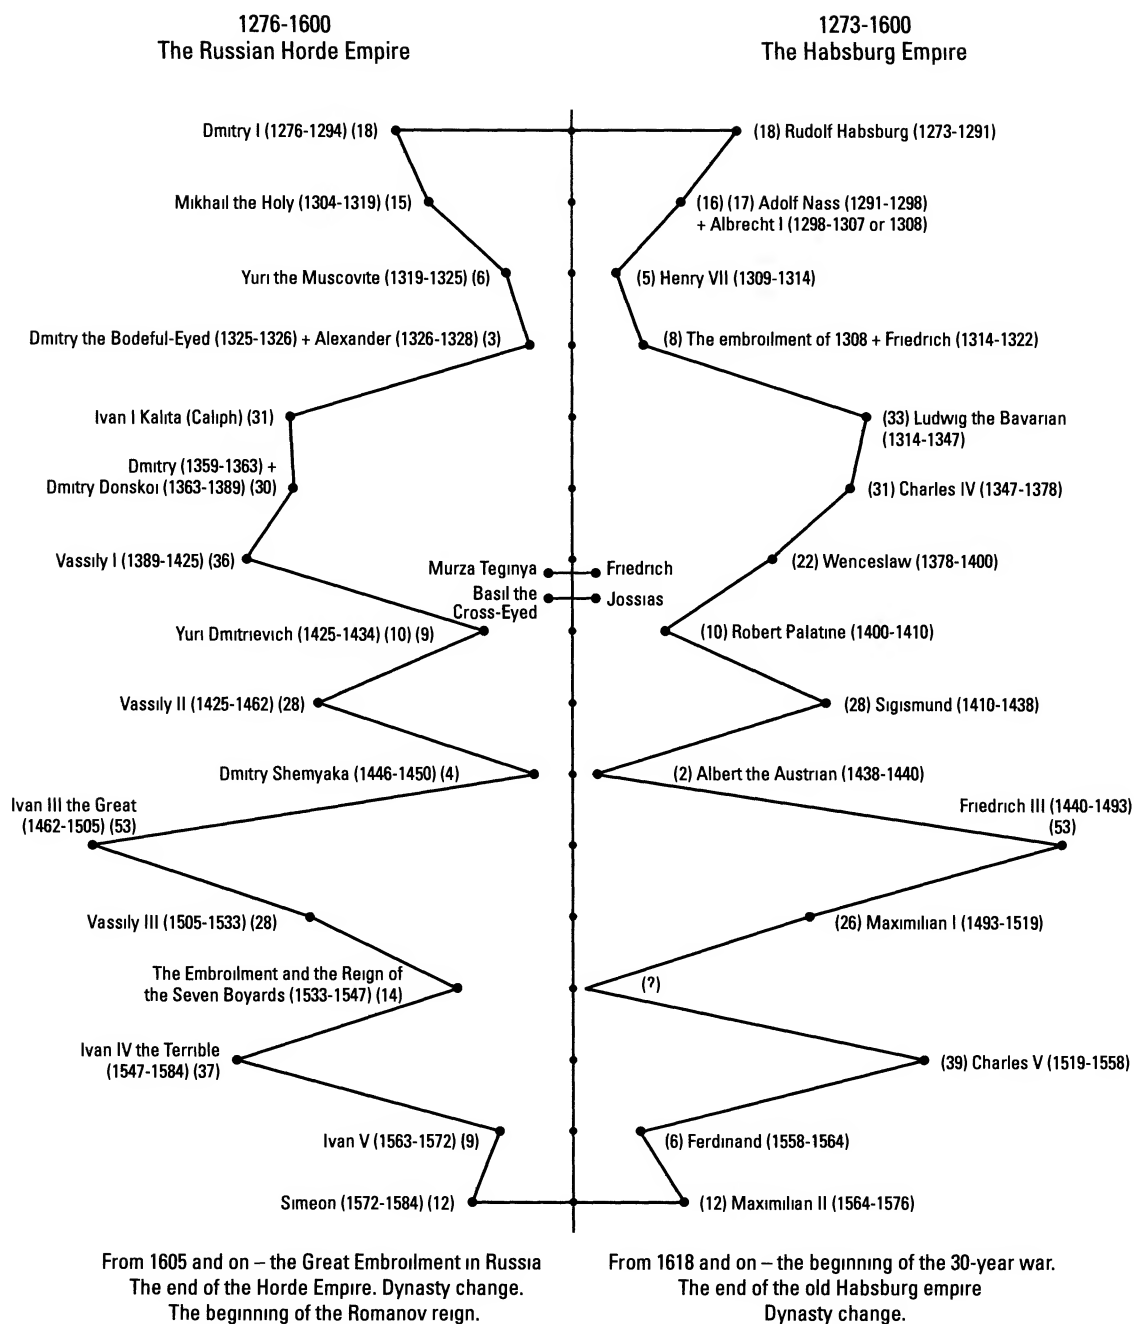 1276-1600
The Russian Horde Empire
1273-1600
The Habsburg Empire
Dmitry I (1276-1294) (18)
(18) Rudolf Habsburg (1273-1291)
Mikhail the Holy (1304-1319) (15)
(16) (17) Adolf Nass (1291-1298)
+ Albrecht I (1298-1307 or 1308)
Yuri the Muscovite (1319-1325) (6)
(5) Henry VII (1309-1314)
Dmitry the Bodeful-Eyed (1325-1326) + Alexander (1326-1328) (3)
(8) The embroilment of 1308 + Friedrich (1314-1322)
Ivan I Kalita (Caliph) (31)
(33) Ludwig the Bavarian
(1314-1347)
Dmitry (1359-1363) +
Dmitry Donskoi (1363-1389) (30)
(31) Charles IV (1347-1378)
Vassily I (1389-1425) (36)
(22) Wenceslaw (1378-1400)
Murza Teginya
Friedrich
Basil the
Cross-Eyed
Jossias
Yuri Dmitrievich (1425-1434) (10) (9)
(10) Robert Palatine (1400-1410)
Vassily II (1425-1462) (28)
(28) Sigismund (1410-1438)
Dmitry Shemyaka (1446-1450) (4)
(2) Albert the Austrian (1438-1440)
Ivan III the Great
(1462-1505) (53)
Friedrich III (1440-1493)
(53)
Vassily III (1505-1533) (28)
(26) Maximilian I (1493-1519)
The Embroilment and the Reign of
the Seven Boyards (1533-1547) (14)
(?)
Ivan IV the Terrible
(1547-1584) (37)
(39) Charles V (1519-1558)
Ivan V (1563-1572) (9)
(6) Ferdinand (1558-1564)
Simeon (1572-1584) (12)
(12) Maximilian II (1564-1576)
From 1605 and on – the Great Embroilment in Russia
The end of the Horde Empire. Dynasty change.
The beginning of the Romanov reign.
From 1618 and on – the beginning of the 30-year war.
The end of the old Habsburg empire
Dynasty change.